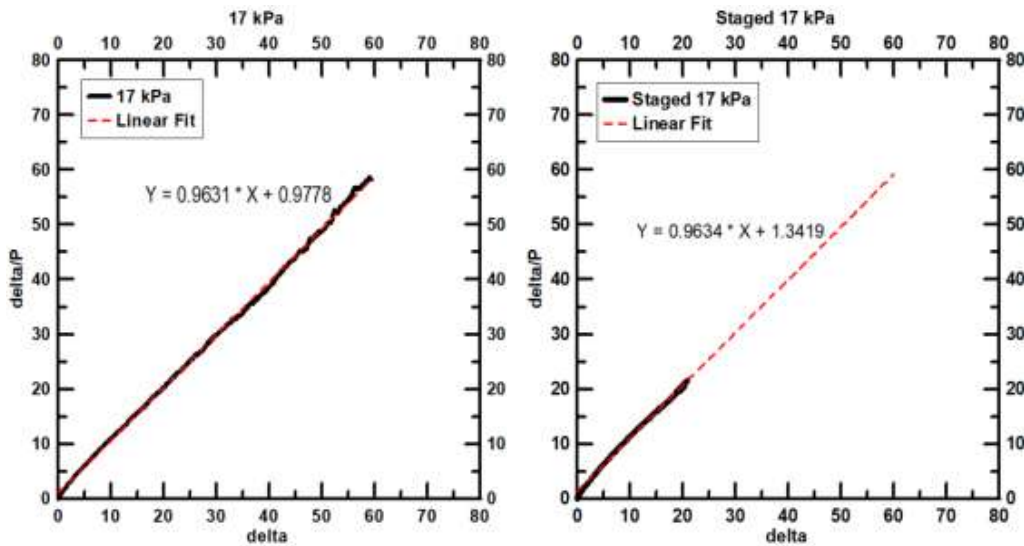 17 kPa
0 10 20 30 40 50 60 70 80
80 70 60 50 40 30 20 10 0
delta/P
17 kPa
Linear Fit
Y = 0.9631 * X + 0.9778
80 70 60 50 40 30 20 10 0
0 10 20 30 40 50 60 70 80
delta
Staged 17 kPa
0 10 20 30 40 50 60 70 80
80 70 60 50 40 30 20 10 0
delta/P
Staged 17 kPa
Linear Fit
Y = 0.9634 * X + 1.3419
80 70 60 50 40 30 20 10 0
0 10 20 30 40 50 60 70 80
delta